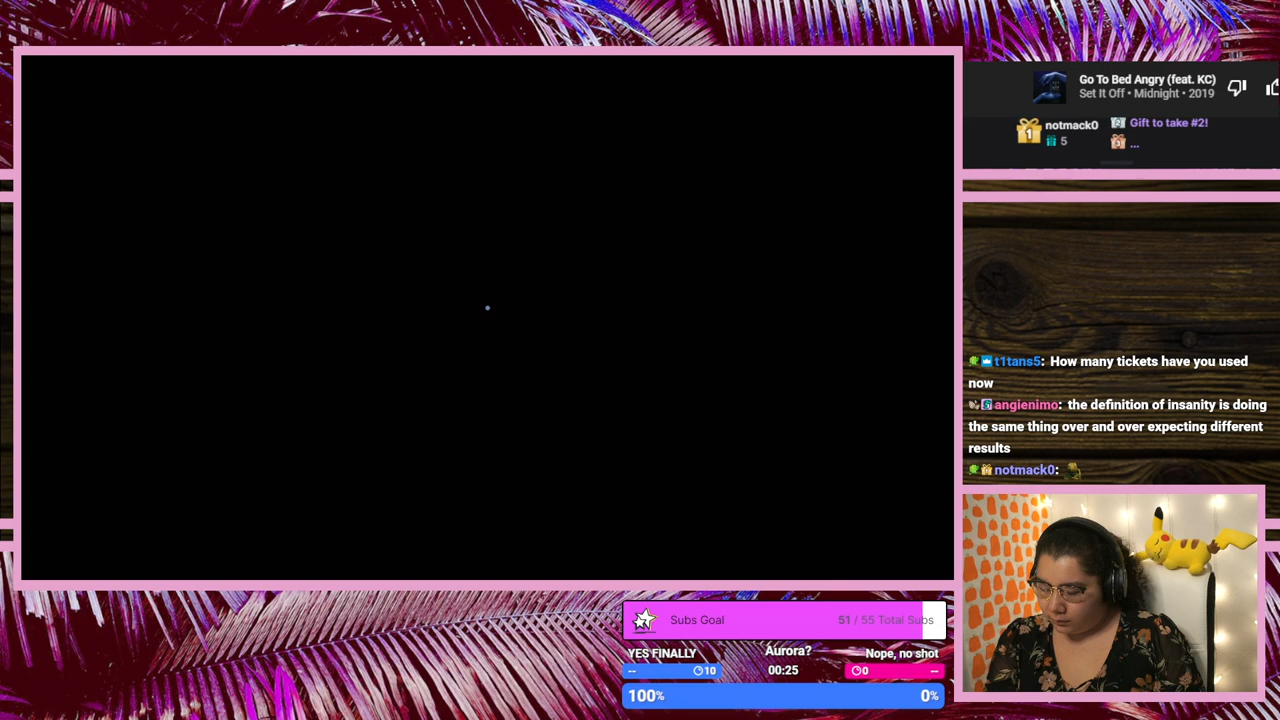 Go To Bed Angry (feat. KC)
Set It Off • Midnight • 2019
1
notmack0
5
2
Gift to take #2!
3
...
t1tans5: How many tickets have you used
now
angienimo: the definition of insanity is doing
the same thing over and over expecting different
results
notmack0:
Subs Goal
51 / 55 Total Subs
YES FINALLY
Aurora?
Nope, no shot
--
10
00:25
0
--
100%
0%